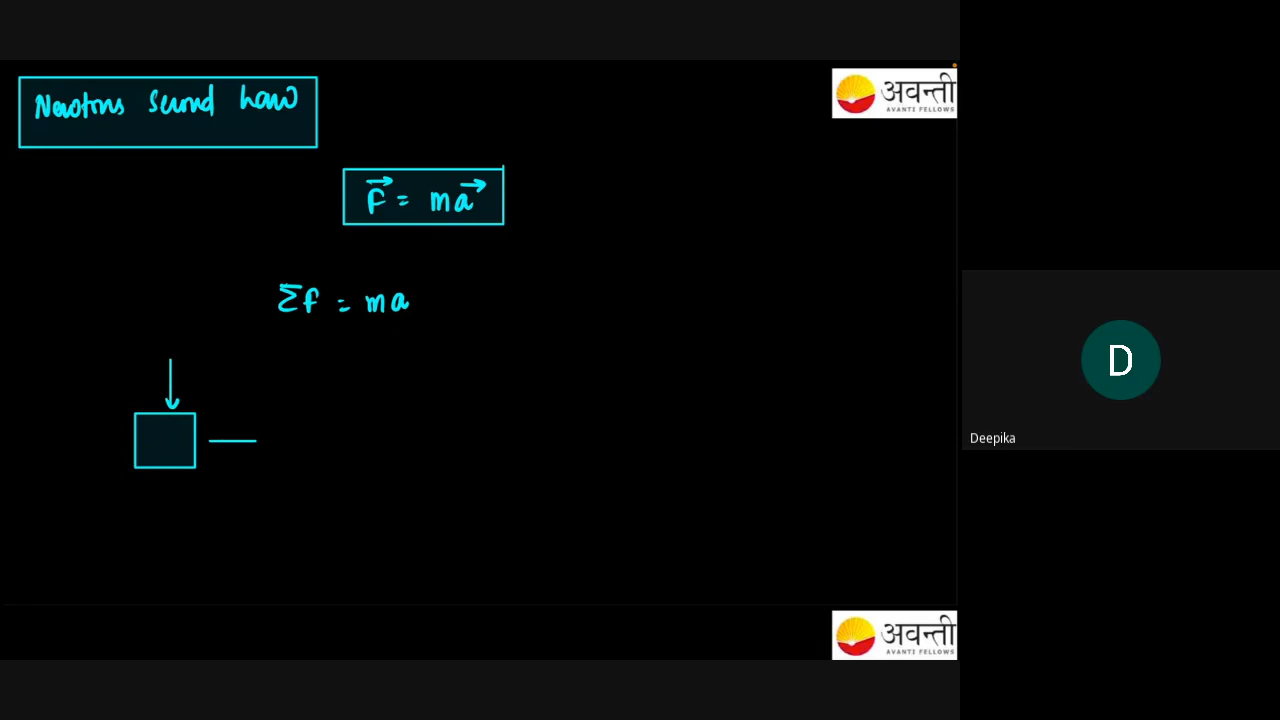 Newtons Second Law
अवन्ती
AVANTI FELLOWS
F⃗ = ma⃗
Σf = ma
D
Deepika
अवन्ती
AVANTI FELLOWS